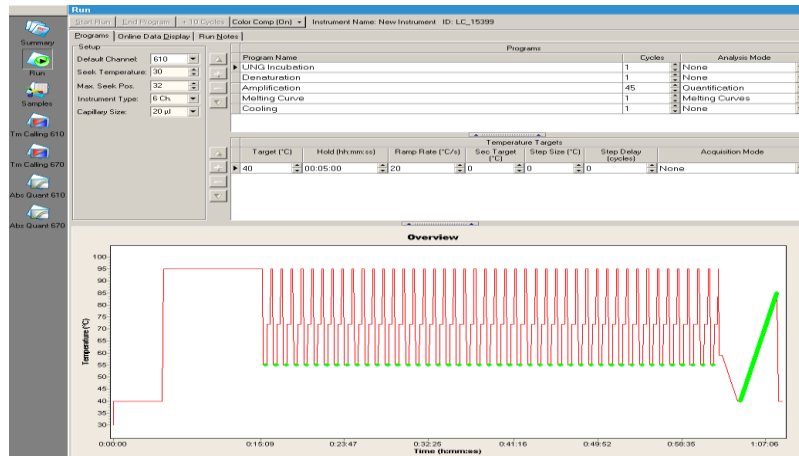 Run
Start Run End Program +10 Cycles Color Comp (On) Instrument Name: New Instrument ID: LC_15399
Programs Online Data Display Run Notes
Setup
Default Channel: 610
Seek Temperature: 30
Max. Seek Pos. 32
Instrument Type: 6 Ch.
Capillary Size: 20 µl
Summary
Run
Samples
Tm Calling 610
Tm Calling 670
Abs Quant 610
Abs Quant 670
Programs
Program Name Cycles Analysis Mode
UNG Incubation 1 None
Denaturation 1 None
Amplification 45 Quantification
Melting Curve 1 Melting Curves
Cooling 1 None
Temperature Targets
Target (°C) Hold (hh:mm:ss) Ramp Rate (°C/s) Sec Target (°C) Step Size (°C) Step Delay (cycles) Acquisition Mode
40 00:05:00 20 0 0 0 None
Overview
Temperature (°C)
100
95
90
85
80
75
70
65
60
55
50
45
40
35
30
0:00:00 0:15:09 0:23:47 0:32:25 0:41:16 0:49:52 0:58:35 1:07:06
Time (h:mm:ss)